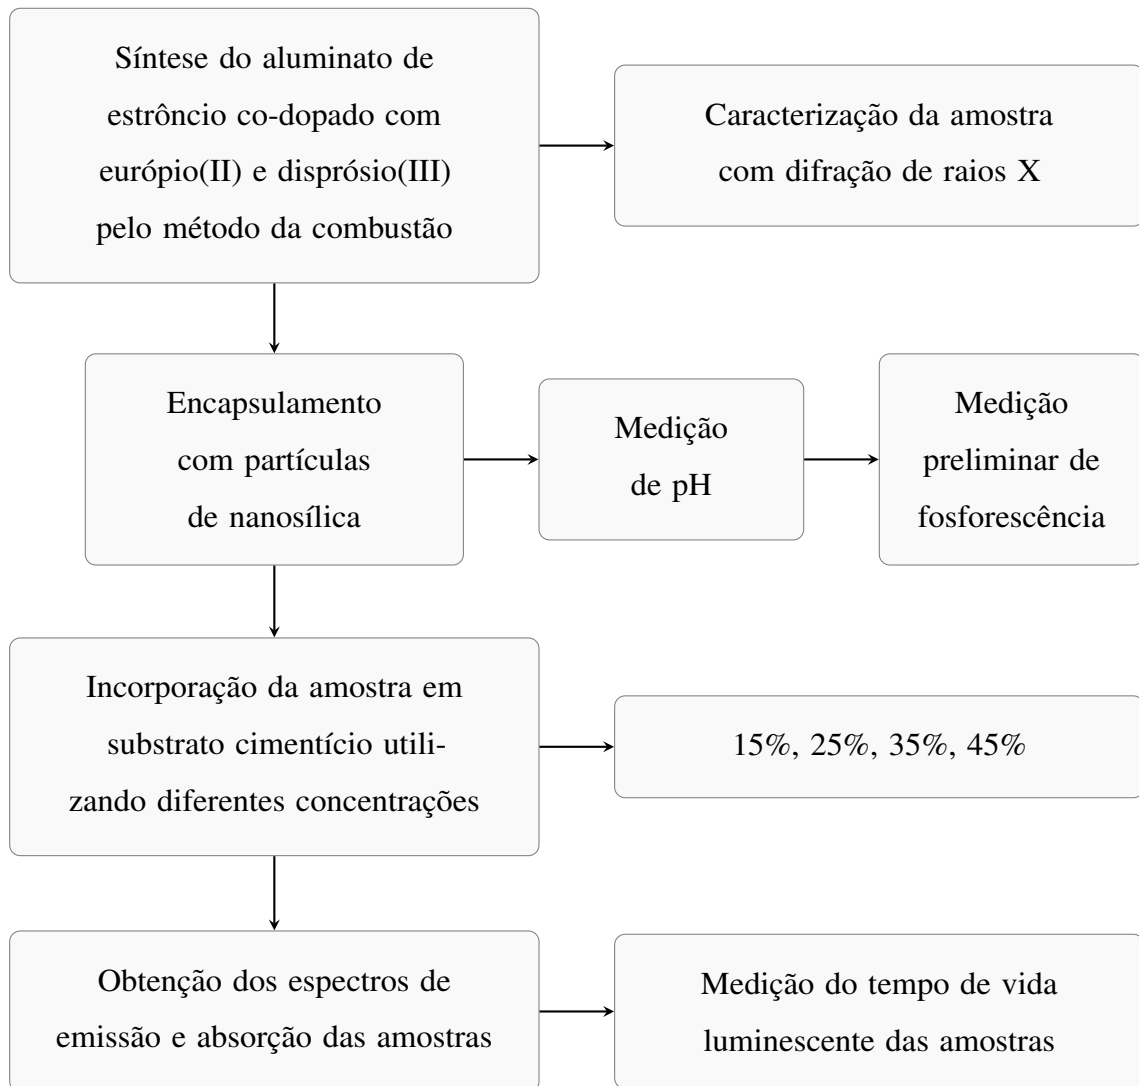 Síntese do aluminato de
estrôncio co-dopado com
európio(II) e disprósio(III)
pelo método da combustão
Caracterização da amostra
com difração de raios X
Encapsulamento
com partículas
de nanosílica
Medição
de pH
Medição
preliminar de
fosforescência
Incorporação da amostra em
substrato cimentício utili-
zando diferentes concentrações
15%, 25%, 35%, 45%
Obtenção dos espectros de
emissão e absorção das amostras
Medição do tempo de vida
luminescente das amostras